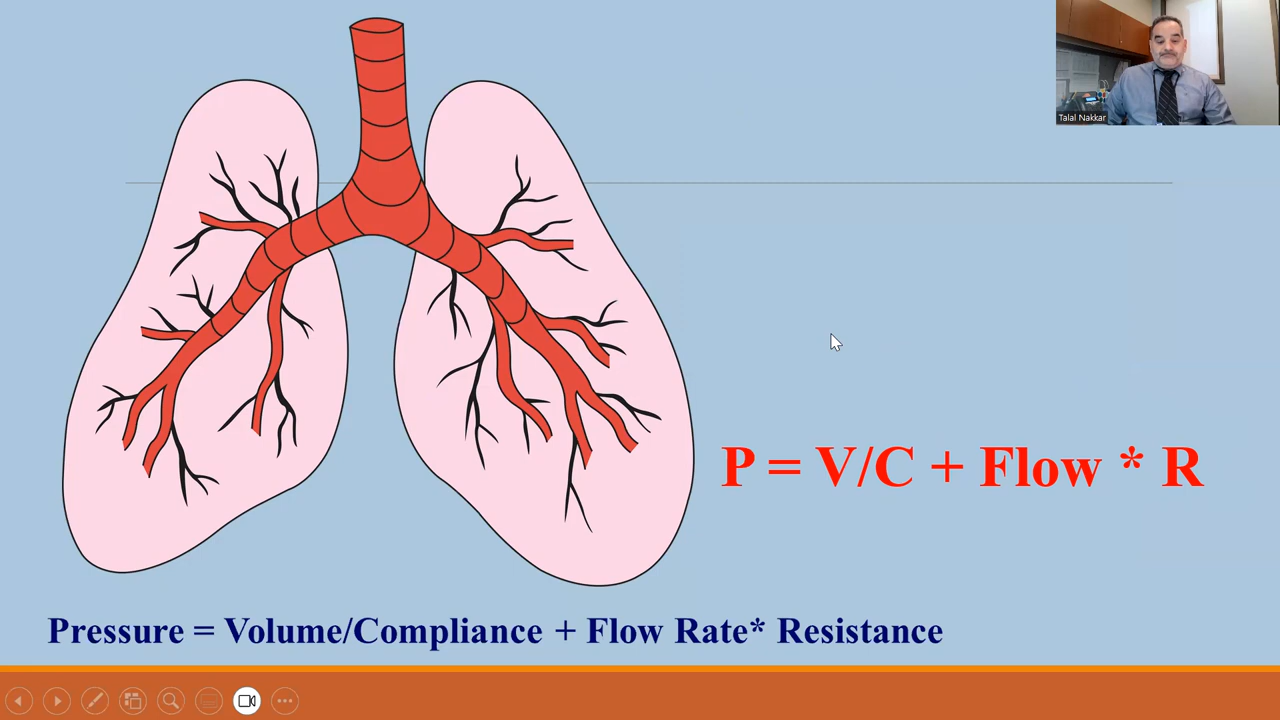 Talal Nakkar
P = V/C + Flow * R
Pressure = Volume/Compliance + Flow Rate* Resistance